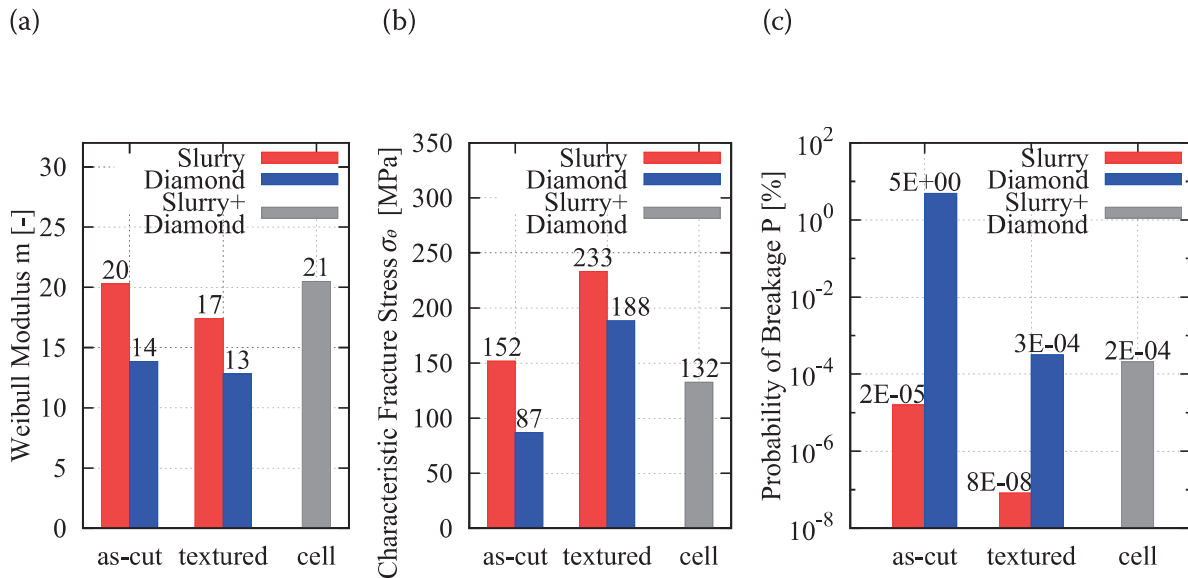 (a)
(b)
(c)
Weibull Modulus m [-]
30
25
20
15
10
5
0
Slurry
Diamond
Slurry+
Diamond
20
14
17
13
21
as-cut
textured
cell
Characteristic Fracture Stress σθ [MPa]
350
300
250
200
150
100
50
0
Slurry
Diamond
Slurry+
Diamond
152
87
233
188
132
as-cut
textured
cell
Probability of Breakage P [%]
10^2
10^0
10^-2
10^-4
10^-6
10^-8
Slurry
Diamond
Slurry+
Diamond
2E-05
5E+00
8E-08
3E-04
2E-04
as-cut
textured
cell